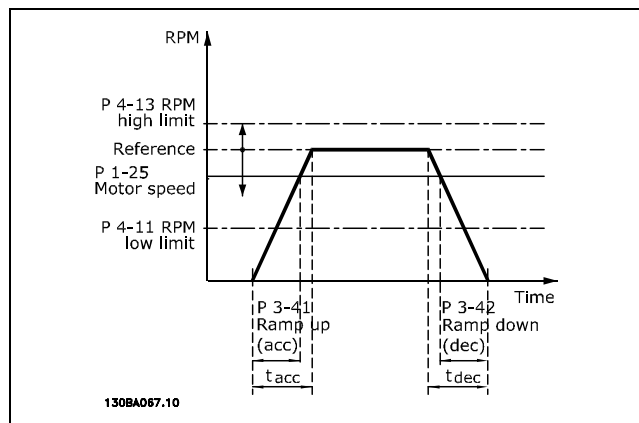 RPM
P 4-13 RPM
high limit
Reference
P 1-25
Motor speed
P 4-11 RPM
low limit
Time
P 3-41
Ramp up
(acc)
tacc
P 3-42
Ramp down
(dec)
tdec
130BA067.10